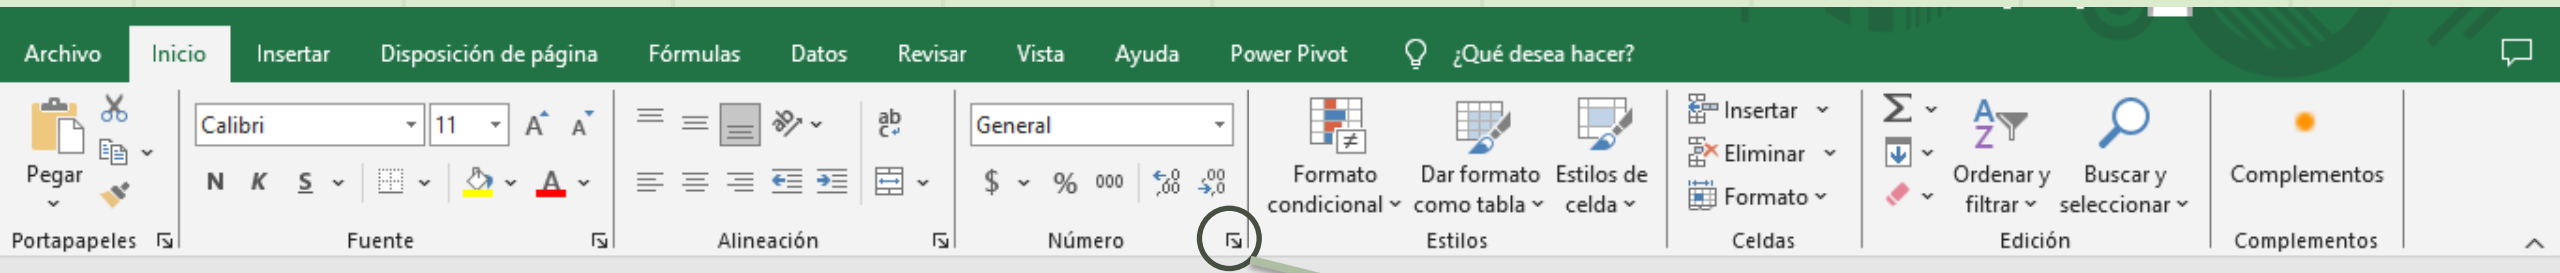 Archivo Inicio Insertar Disposición de página Fórmulas Datos Revisar Vista Ayuda Power Pivot ¿Qué desea hacer?
Calibri 11 ab General Insertar
Eliminar
Pegar N K S A $ % 000 Formato condicional Dar formato como tabla Estilos de celda Formato Ordenar y filtrar Buscar y seleccionar Complementos
Portapapeles Fuente Alineación Número Estilos Celdas Edición Complementos